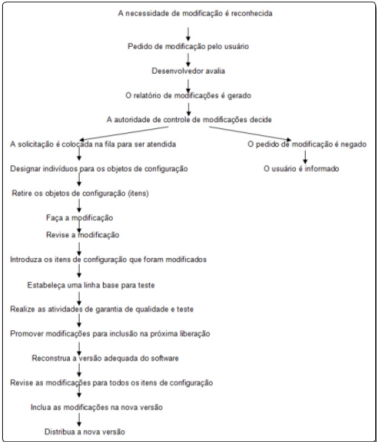 A necessidade de modificação é reconhecida
Pedido de modificação pelo usuário
Desenvolvedor avalia
O relatório de modificações é gerado
A autoridade de controle de modificações decide
A solicitação é colocada na fila para ser atendida
O pedido de modificação é negado
Designar indivíduos para os objetos de configuração
O usuário é informado
Retire os objetos de configuração (itens)
Faça a modificação
Revise a modificação
Introduza os itens de configuração que foram modificados
Estabeleça uma linha base para teste
Realize as atividades de garantia de qualidade e teste
Promover modificações para inclusão na próxima liberação
Reconstrua a versão adequada do software
Revise as modificações para todos os itens de configuração
Inclua as modificações na nova versão
Distribua a nova versão